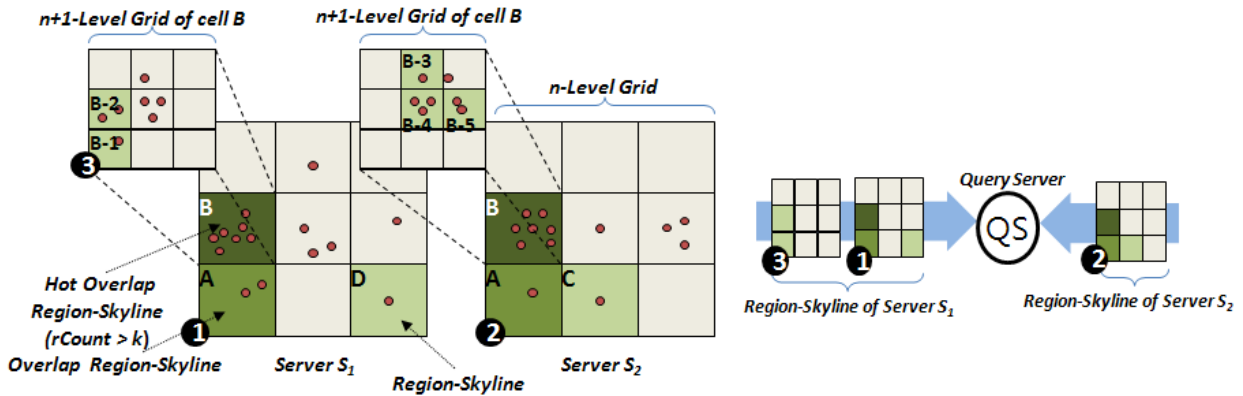 n+1-Level Grid of cell B
n+1-Level Grid of cell B
B-3
n-Level Grid
B-2
B-4 B-5
B-1
3
B
B
Query Server
QS
A
D
A
C
3
1
2
Hot Overlap
Region-Skyline
(rCount > k)
1
2
Region-Skyline of Server S1
Region-Skyline of Server S2
Overlap Region-Skyline
Server S1
Server S2
Region-Skyline